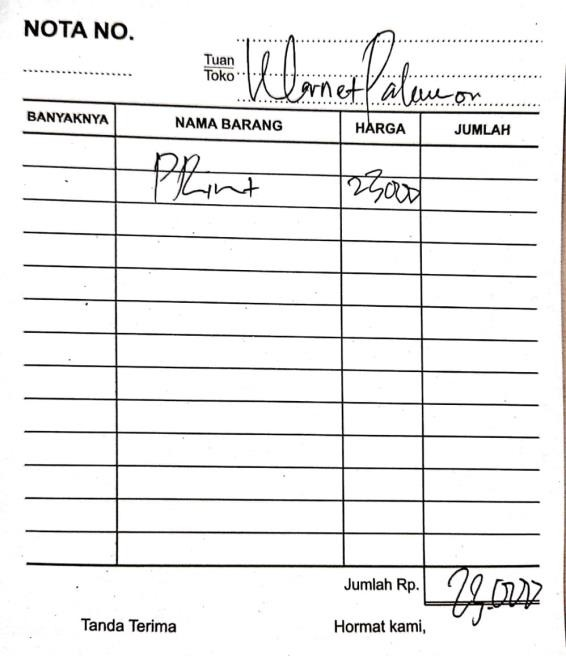 NOTA NO.
Tuan
Toko Warnet Palemon
BANYAKNYA NAMA BARANG HARGA JUMLAH
PRint 23000
Jumlah Rp. 23.000
Tanda Terima Hormat kami,